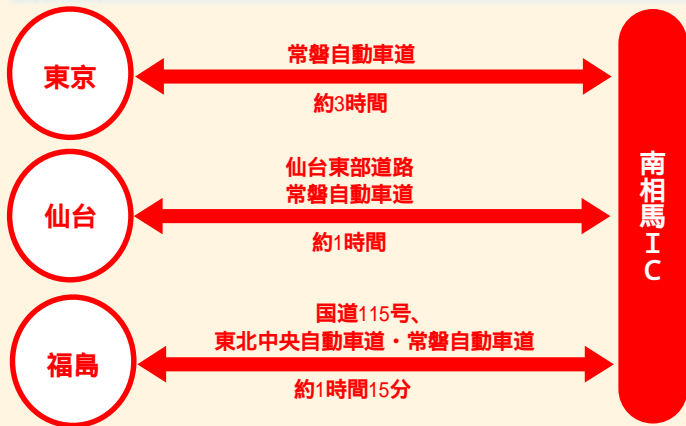 東京
常磐自動車道
約3時間
仙台
仙台東部道路
常磐自動車道
約1時間
福島
国道115号、
東北中央自動車道・常磐自動車道
約1時間15分
南相馬IC